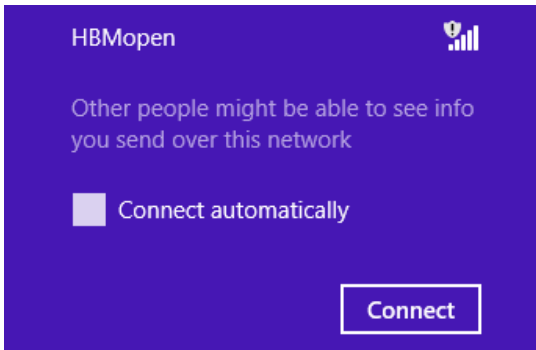 HBMopen
Other people might be able to see info
you send over this network
Connect automatically
Connect